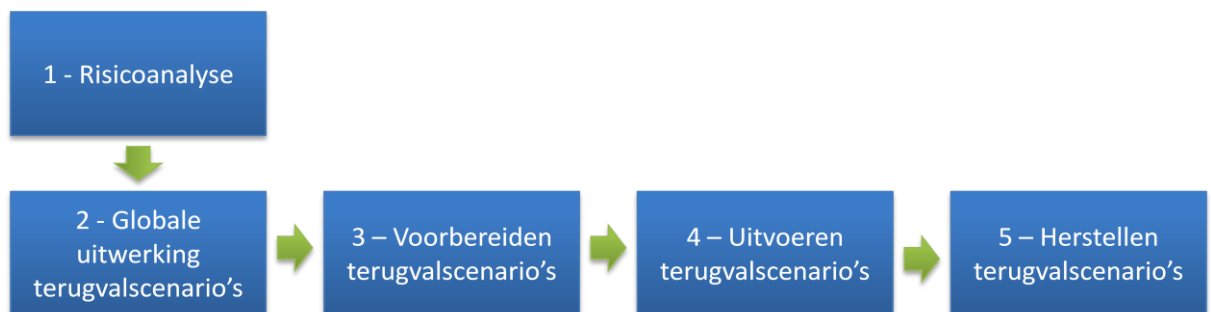 1 - Risicoanalyse
2 - Globale
uitwerking
terugvalscenario’s
3 – Voorbereiden
terugvalscenario’s
4 – Uitvoeren
terugvalscenario’s
5 – Herstellen
terugvalscenario’s